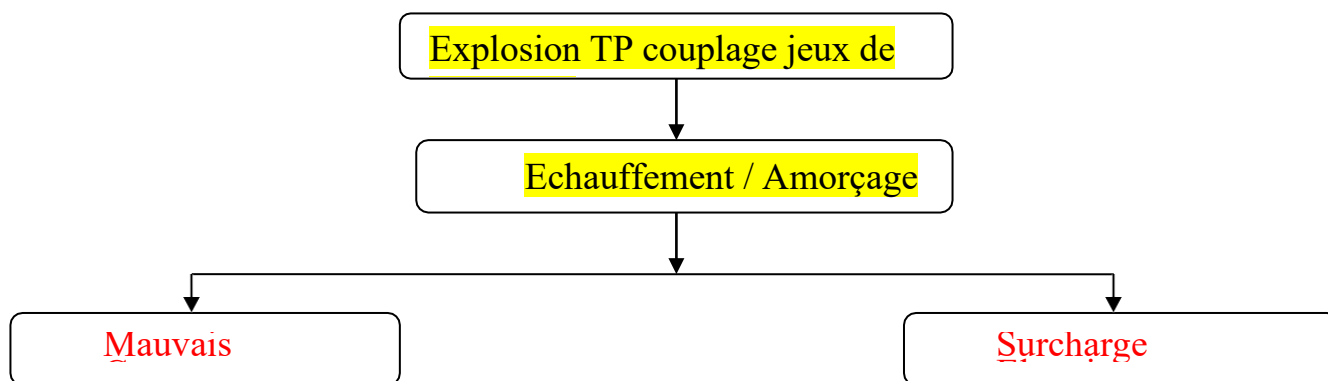 Explosion TP couplage jeux de
Echauffement / Amorçage
Mauvais
Surcharge